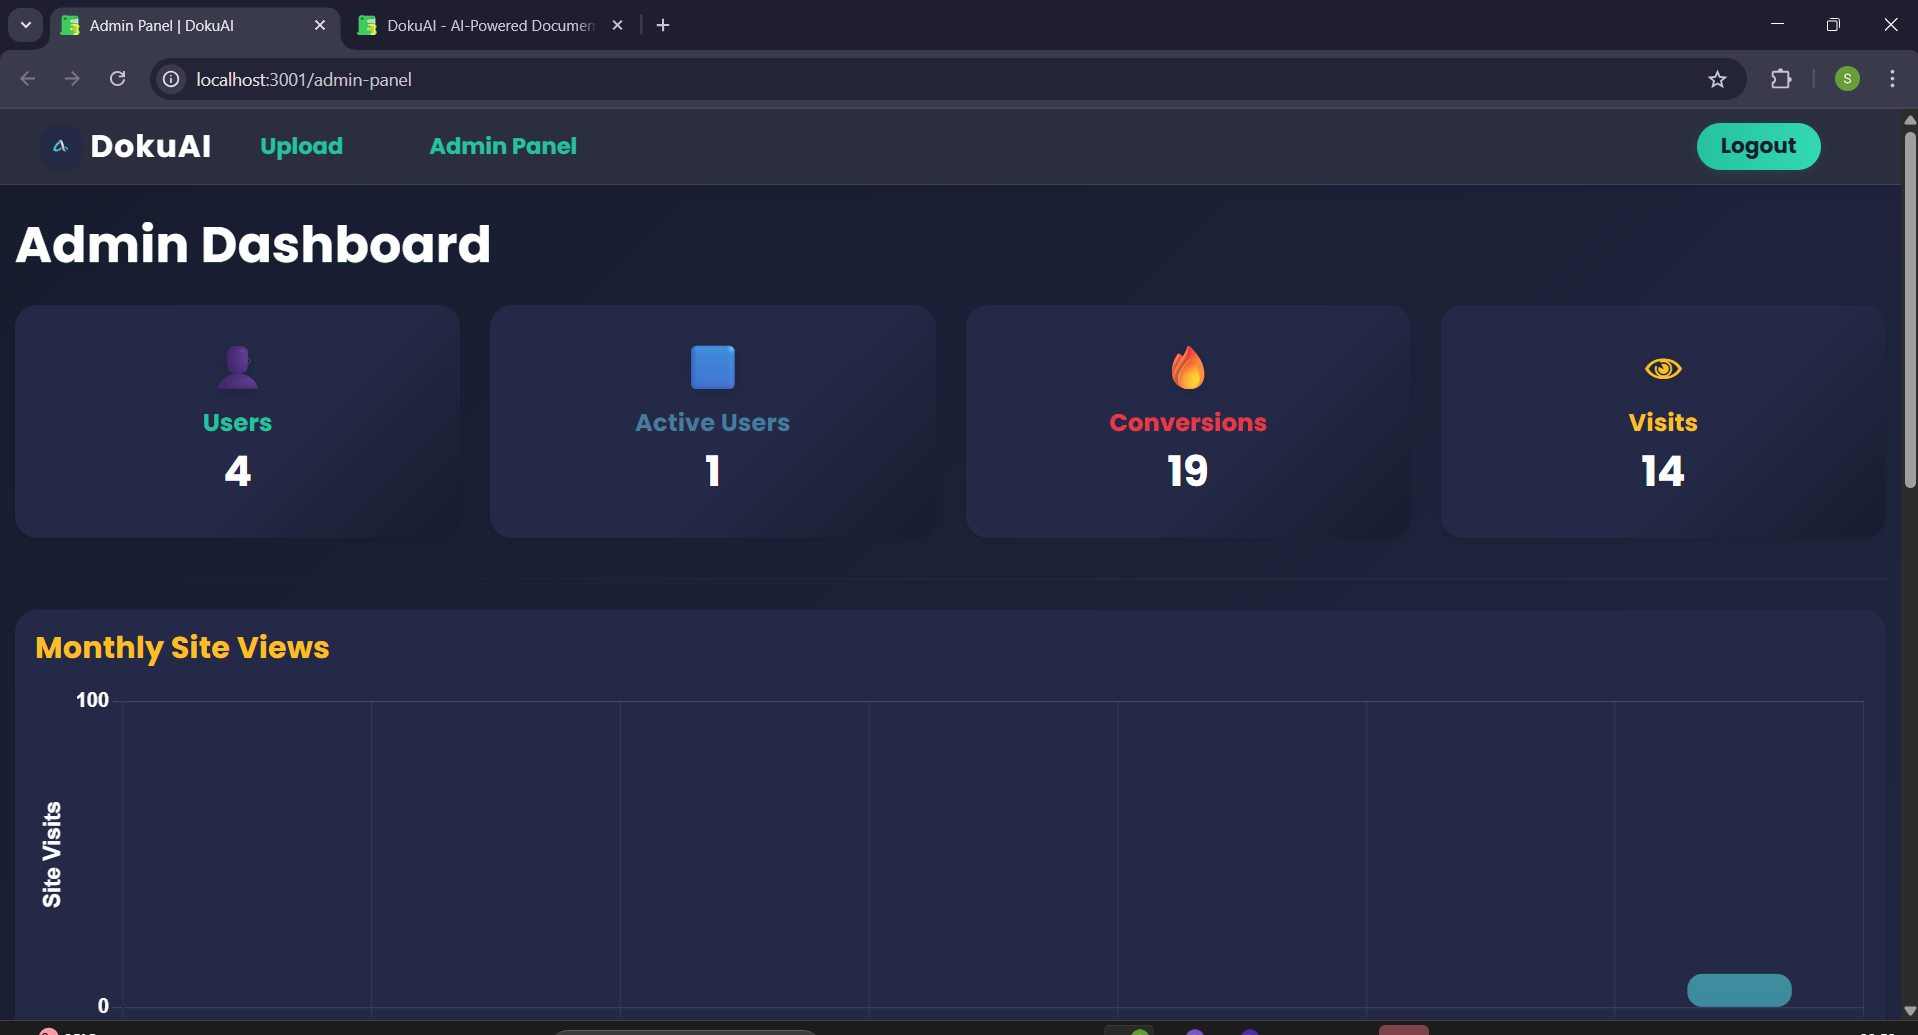 Admin Panel | DokuAI
DokuAI - AI-Powered Documen
localhost:3001/admin-panel
S
DokuAI
Upload
Admin Panel
Logout
Admin Dashboard
Users
4
Active Users
1
Conversions
19
Visits
14
Monthly Site Views
100
Site Visits
0